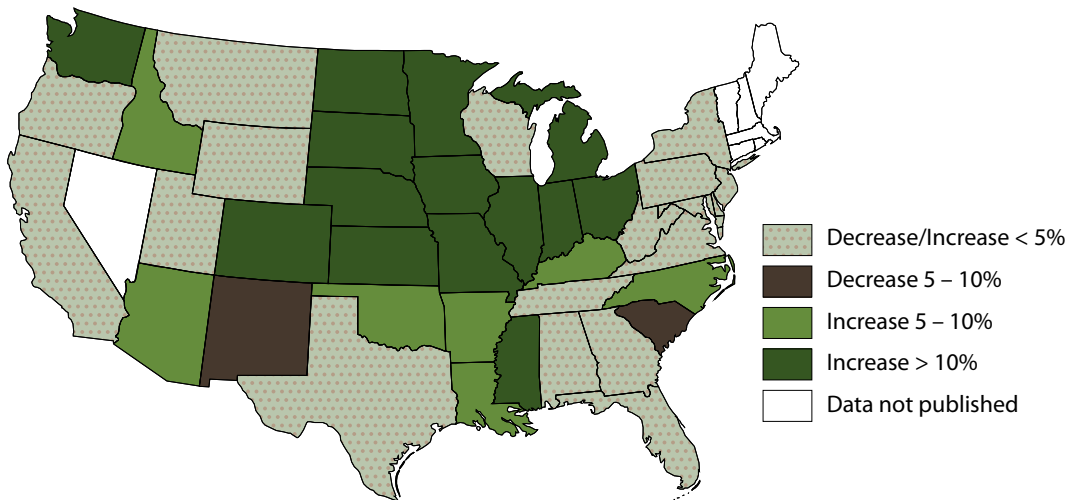 Decrease/Increase < 5%
Decrease 5 – 10%
Increase 5 – 10%
Increase > 10%
Data not published